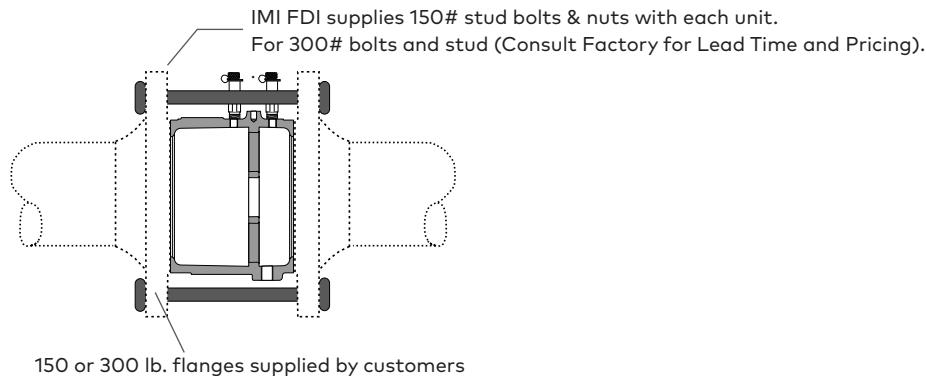 IMI FDI supplies 150# stud bolts & nuts with each unit.
For 300# bolts and stud (Consult Factory for Lead Time and Pricing).
150 or 300 lb. flanges supplied by customers